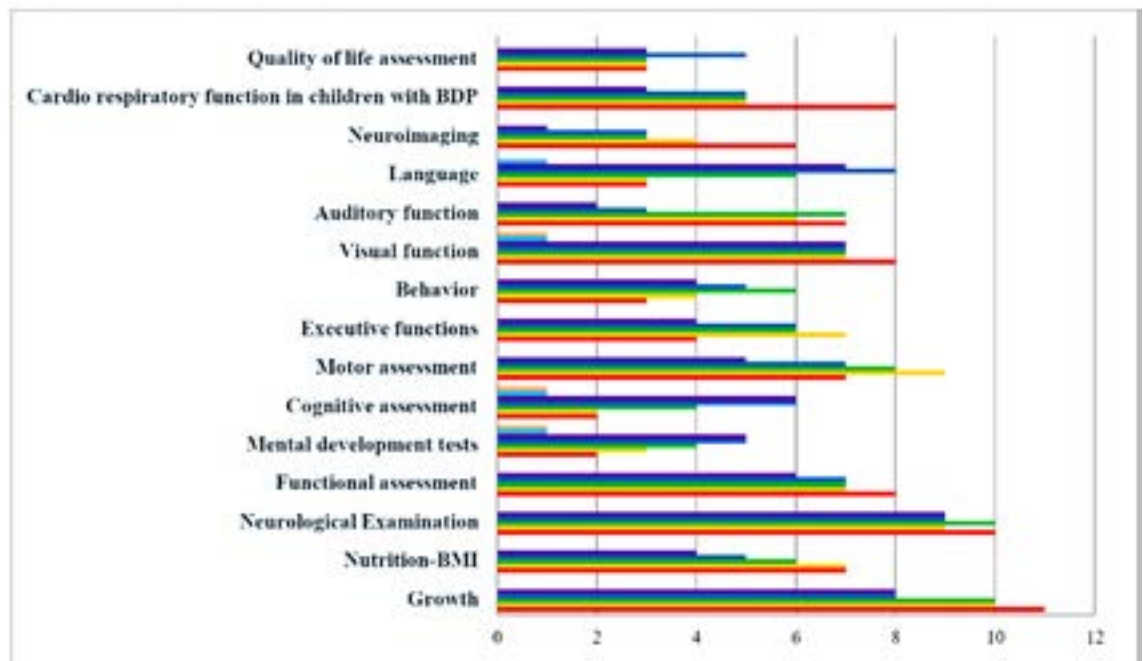 Quality of life assessment
Cardio respiratory function in children with BDP
Neuroimaging
Language
Auditory function
Visual function
Behavior
Executive functions
Motor assessment
Cognitive assessment
Mental development tests
Functional assessment
Neurological Examination
Nutrition-BMI
Growth
0 2 4 6 8 10 12